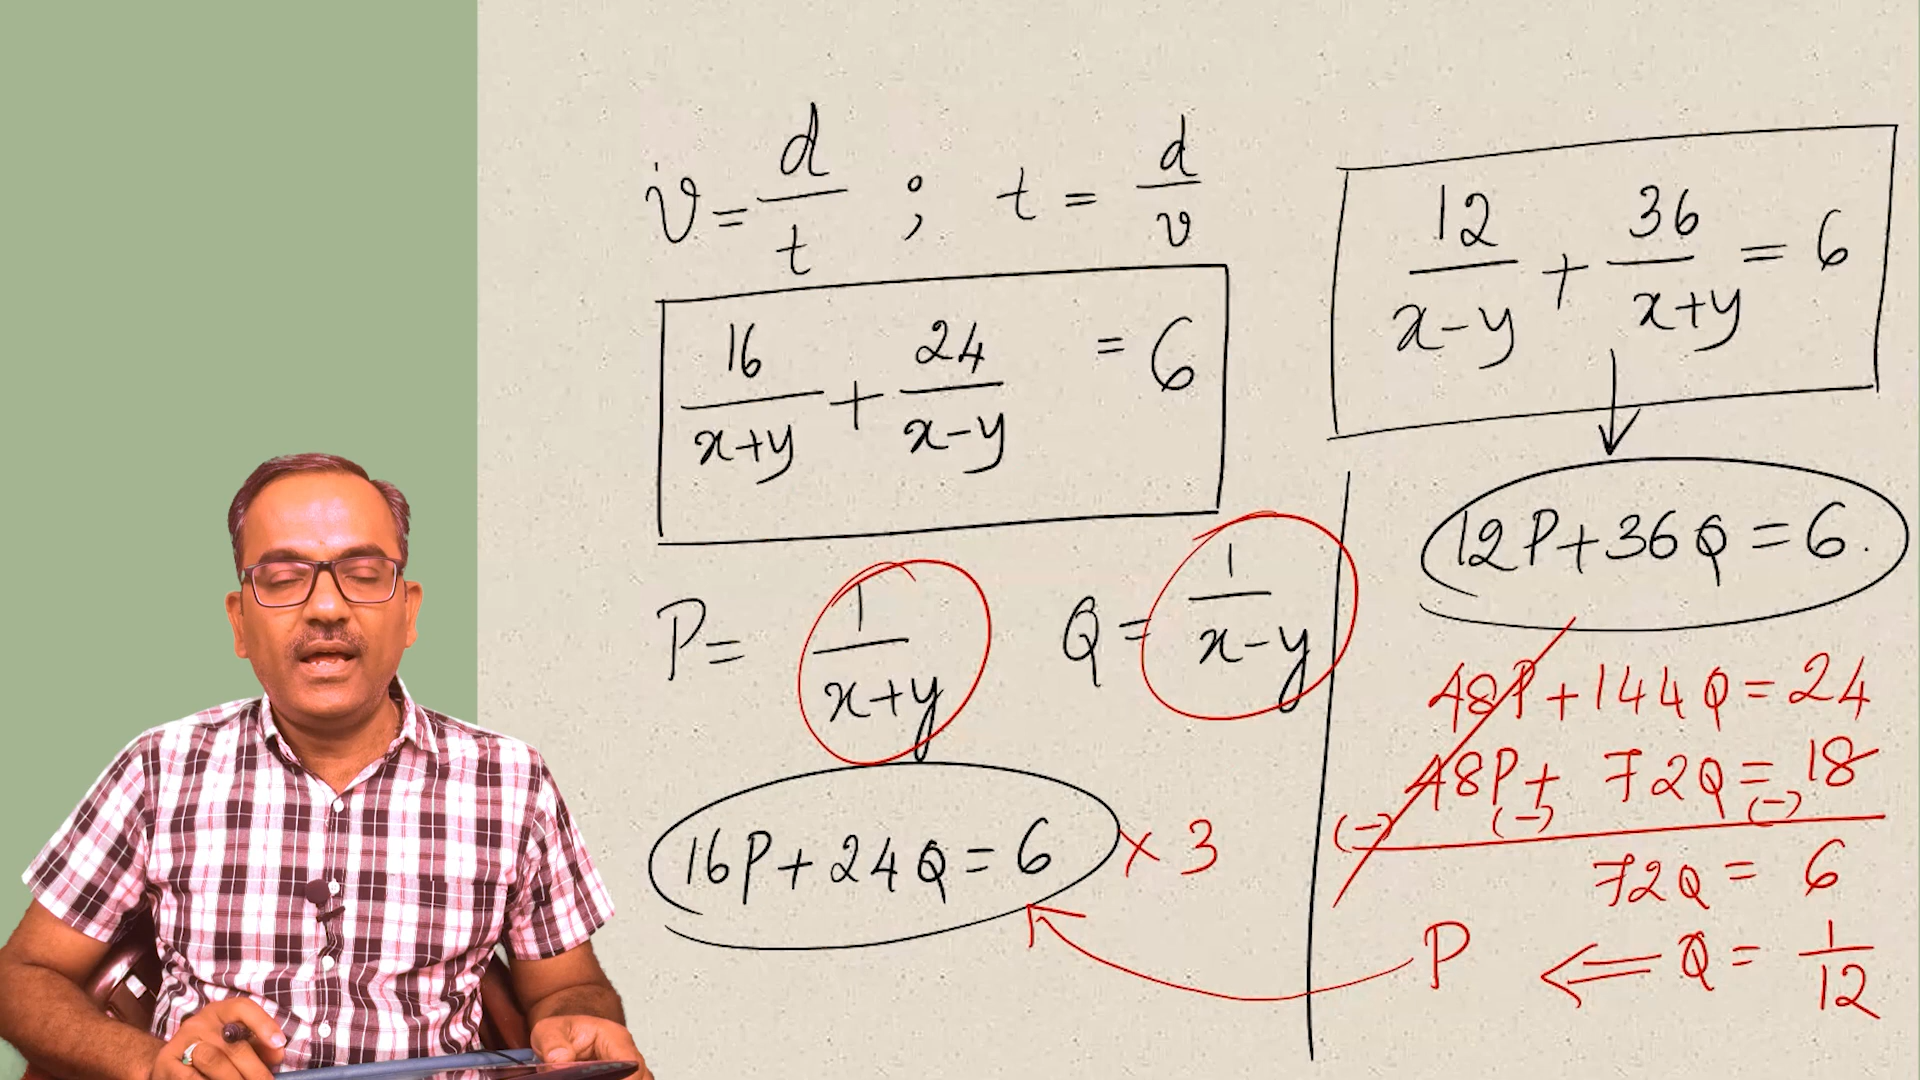 v = d/t ; t = d/v
16/(x+y) + 24/(x-y) = 6
P = 1/(x+y) Q = 1/(x-y)
16P + 24Q = 6 × 3
12/(x-y) + 36/(x+y) = 6
12P + 36Q = 6.
48P + 144Q = 24
48P + 72Q = 18
(-) (-) (-)
72Q = 6
P ⇐ Q = 1/12